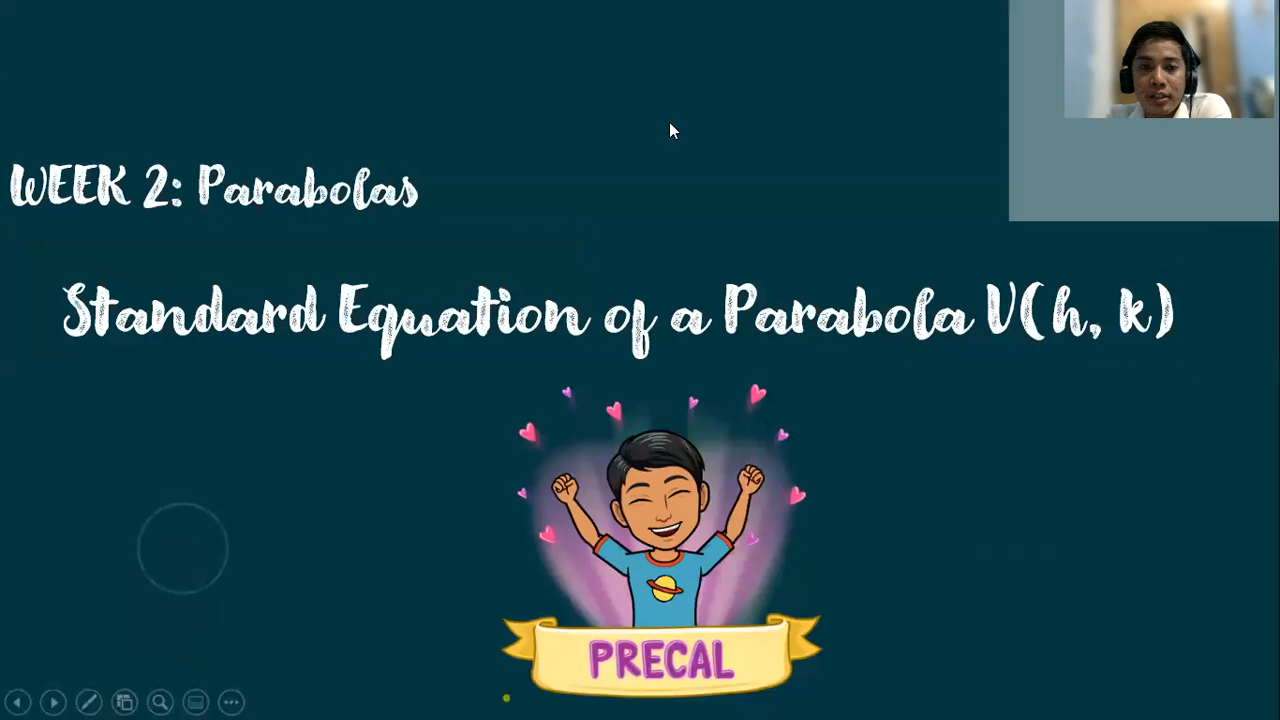 WEEK 2: Parabolas
Standard Equation of a Parabola V(h, k)
PRECAL